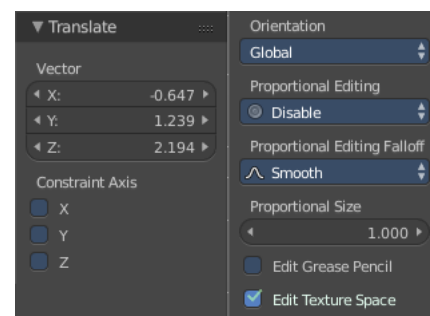 Translate
Vector
X: -0.647
Y: 1.239
Z: 2.194
Constraint Axis
X
Y
Z
Orientation
Global
Proportional Editing
Disable
Proportional Editing Falloff
Smooth
Proportional Size
1.000
Edit Grease Pencil
Edit Texture Space